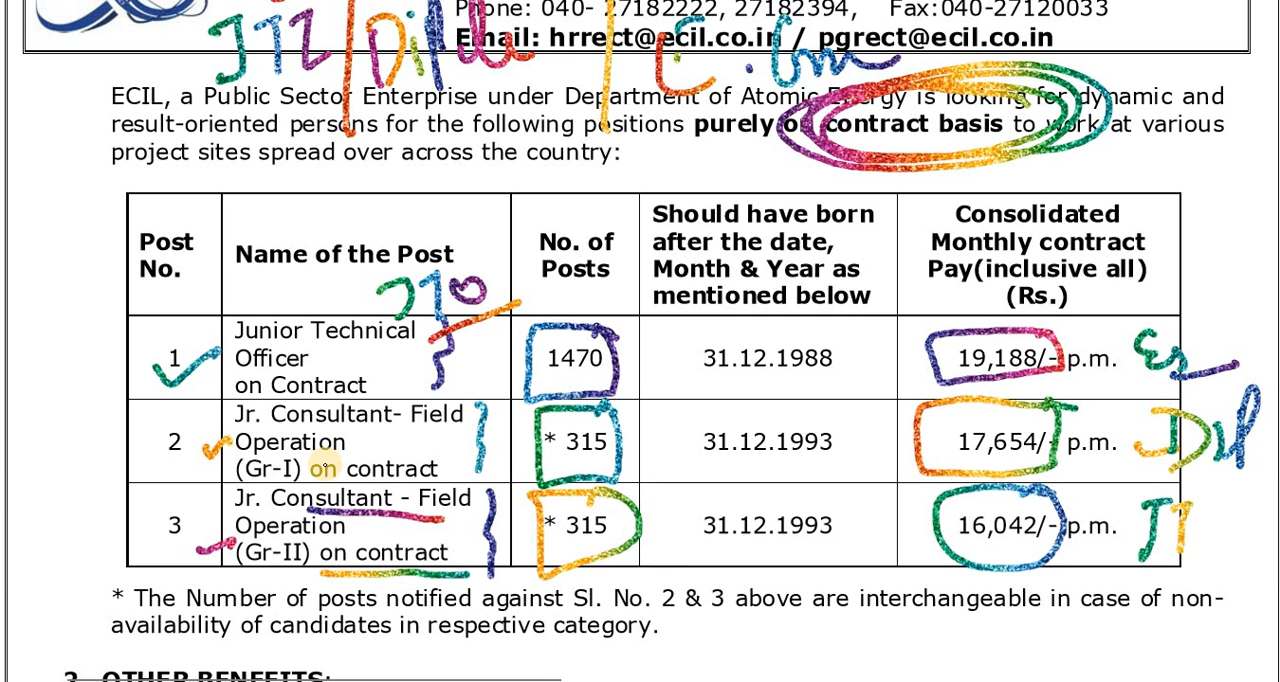 Phone: 040- 27182222, 27182394, Fax:040-27120033
Email: hrrect@ecil.co.in / pgrect@ecil.co.in
ECIL, a Public Sector Enterprise under Department of Atomic Energy is looking for dynamic and
result-oriented persons for the following positions purely on contract basis to work at various
project sites spread over across the country:
Post No.
Name of the Post
No. of Posts
Should have born after the date, Month & Year as mentioned below
Consolidated Monthly contract Pay(inclusive all) (Rs.)
JTO
1
Junior Technical
Officer
on Contract
1470
31.12.1988
19,188/- p.m.
2
Jr. Consultant- Field
Operation
(Gr-I) on contract
* 315
31.12.1993
17,654/- p.m.
Dip
3
Jr. Consultant - Field
Operation
(Gr-II) on contract
* 315
31.12.1993
16,042/- p.m.
* The Number of posts notified against Sl. No. 2 & 3 above are interchangeable in case of non-
availability of candidates in respective category.
OTHER BENEFITS: